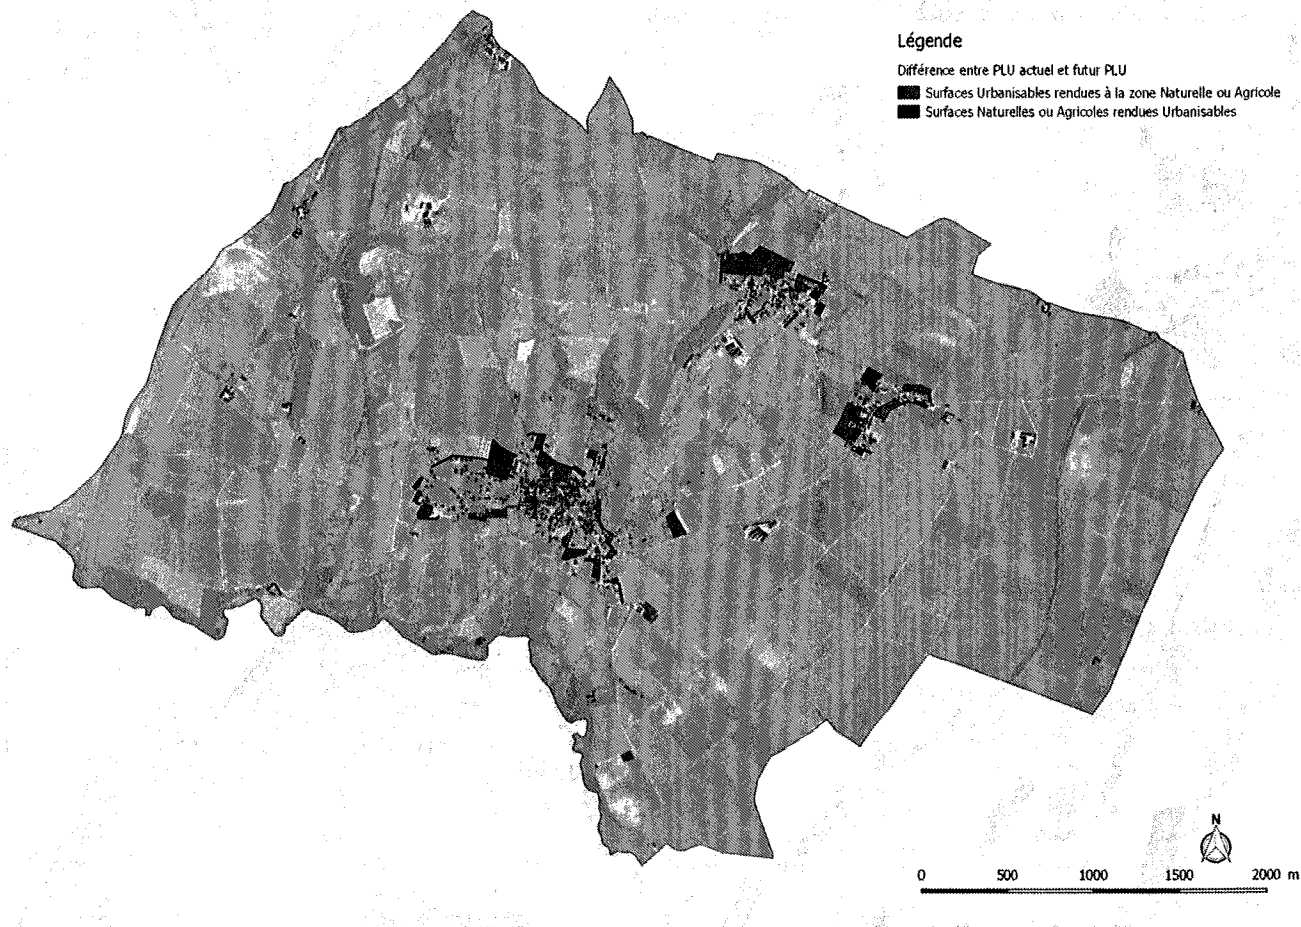 Légende
Différence entre PLU actuel et futur PLU
Surfaces Urbanisables rendues à la zone Naturelle ou Agricole
Surfaces Naturelles ou Agricoles rendues Urbanisables
N
0 500 1000 1500 2000 m